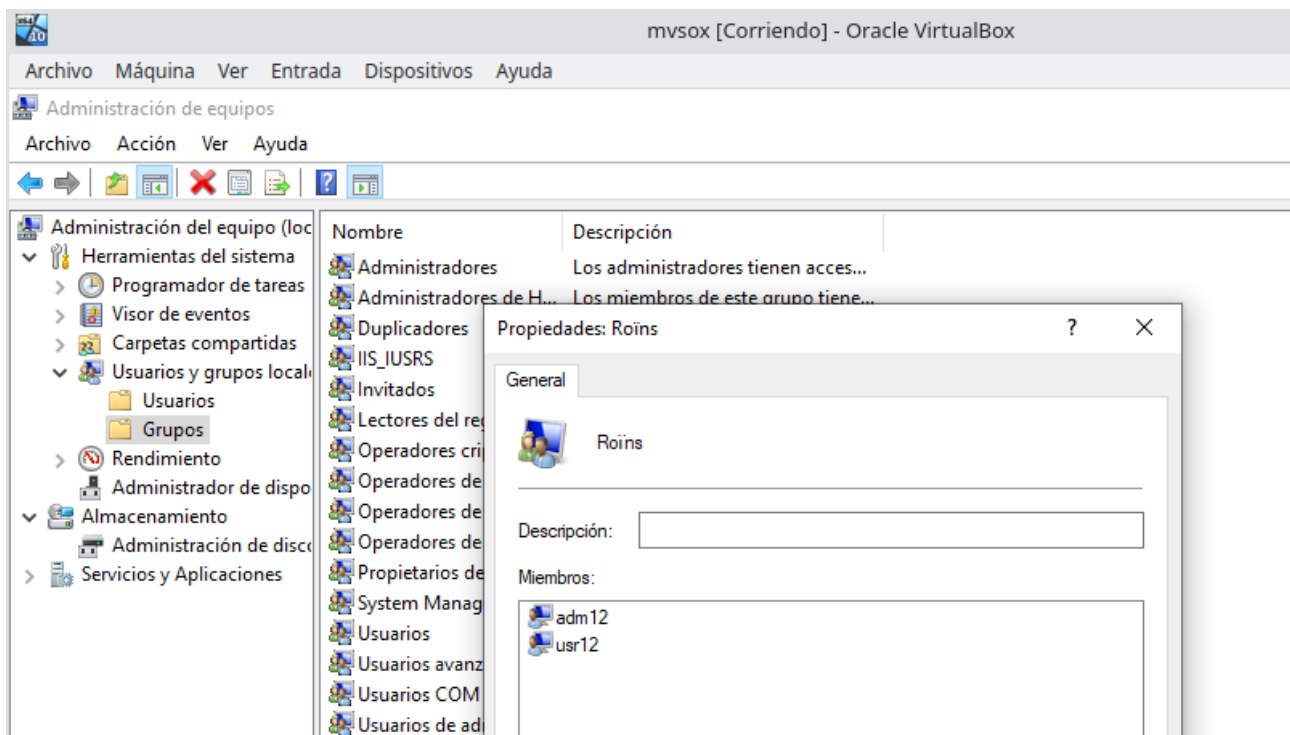 mvsox [Corriendo] - Oracle VirtualBox
Archivo Máquina Ver Entrada Dispositivos Ayuda
Administración de equipos
Archivo Acción Ver Ayuda
Administración del equipo (loc
Herramientas del sistema
Programador de tareas
Visor de eventos
Carpetas compartidas
Usuarios y grupos local
Usuarios
Grupos
Rendimiento
Administrador de dispo
Almacenamiento
Administración de disc
Servicios y Aplicaciones
Nombre Descripción
Administradores Los administradores tienen acces...
Administradores de H... Los miembros de este grupo tiene...
Duplicadores
IIS_IUSRS
Invitados
Lectores del reg
Operadores cri
Operadores de
Operadores de
Operadores de
Propietarios de
System Manag
Usuarios
Usuarios avanz
Usuarios COM
Usuarios de ad
Propiedades: Roïns
General
Roïns
Descripción:
Miembros:
adm12
usr12